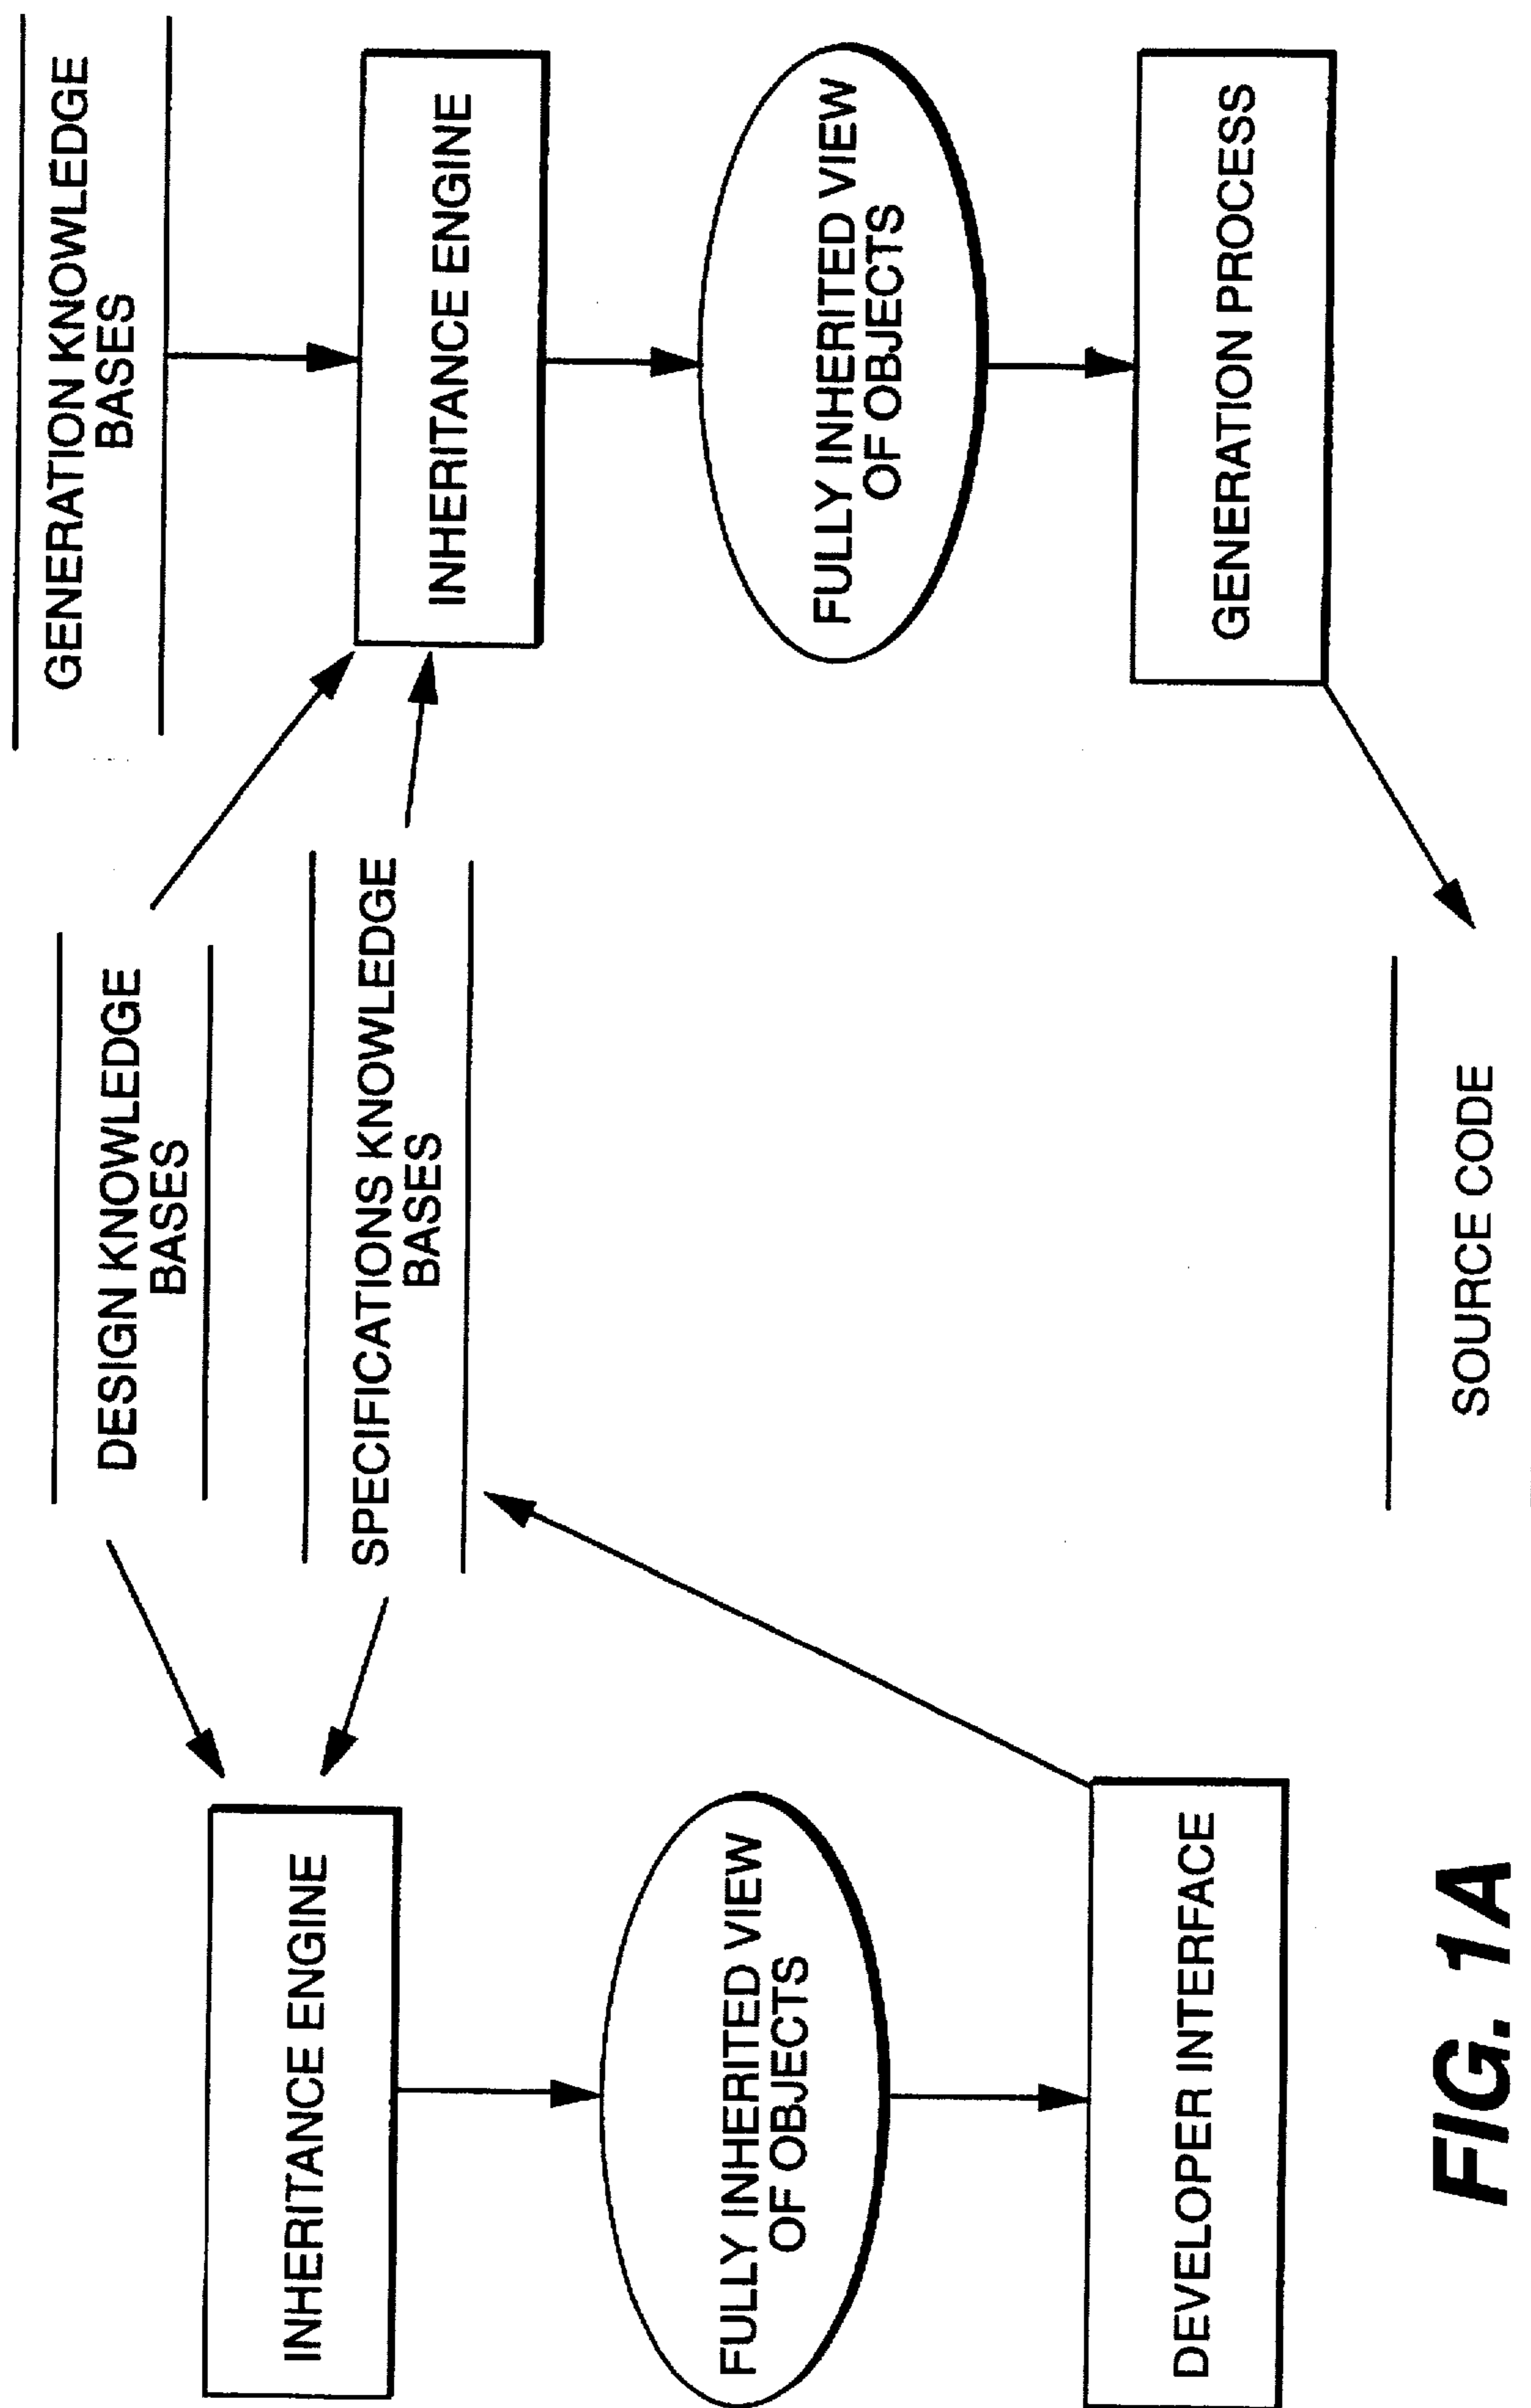 GENERATION KNOWLEDGE
BASES
DESIGN KNOWLEDGE
BASES
SPECIFICATIONS KNOWLEDGE
BASES
INHERITANCE ENGINE
INHERITANCE ENGINE
FULLY INHERITED VIEW
OF OBJECTS
FULLY INHERITED VIEW
OF OBJECTS
DEVELOPER INTERFACE
GENERATION PROCESS
SOURCE CODE
FIG. 1A